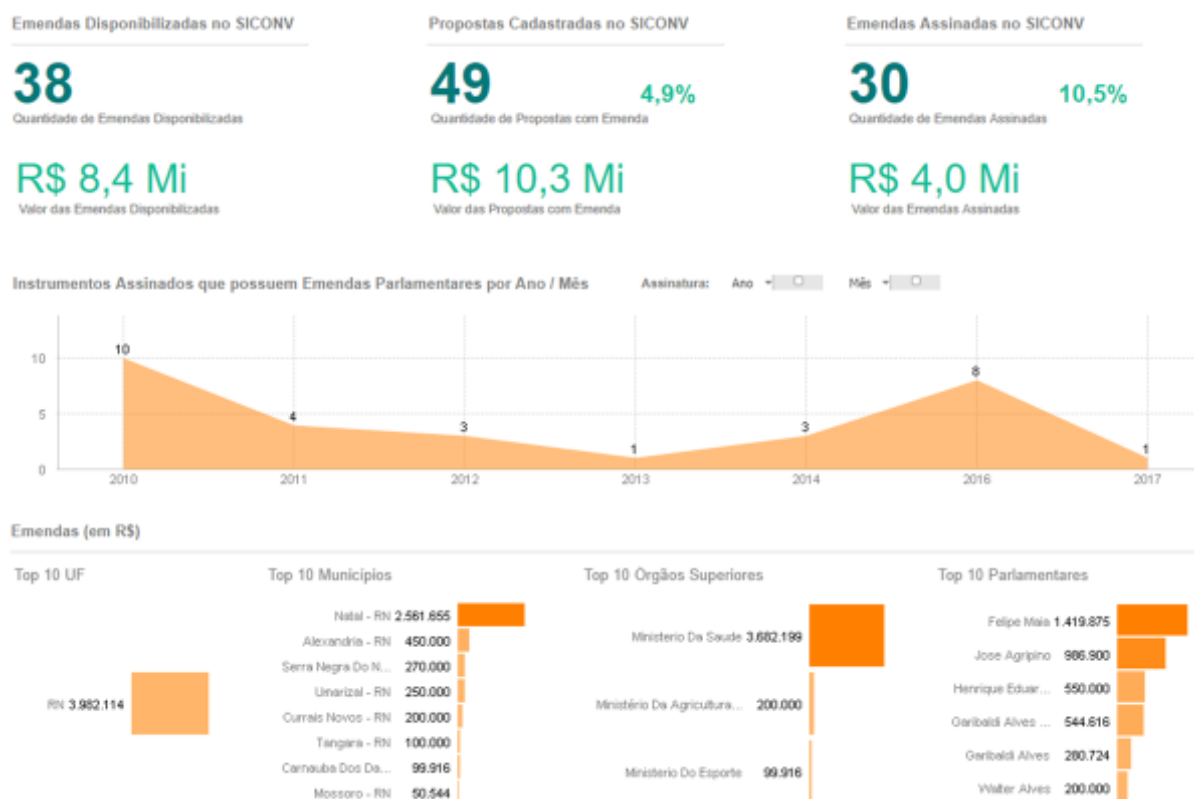 Emendas Disponibilizadas no SICONV
Propostas Cadastradas no SICONV
Emendas Assinadas no SICONV
38
49
4,9%
30
10,5%
Quantidade de Emendas Disponibilizadas
Quantidade de Propostas com Emenda
Quantidade de Emendas Assinadas
R$ 8,4 Mi
R$ 10,3 Mi
R$ 4,0 Mi
Valor das Emendas Disponibilizadas
Valor das Propostas com Emenda
Valor das Emendas Assinadas
Instrumentos Assinados que possuem Emendas Parlamentares por Ano / Mês
Assinatura: Ano Mês
10
5
0
10
4
3
1
3
8
1
2010 2011 2012 2013 2014 2016 2017
Emendas (em R$)
Top 10 UF
RN 3.982.114
Top 10 Municípios
Natal - RN 2.561.655
Alexandria - RN 450.000
Serra Negra Do N... 270.000
Umarizal - RN 250.000
Currais Novos - RN 200.000
Tangara - RN 100.000
Carnauba Dos Da... 99.916
Mossoro - RN 50.544
Top 10 Órgãos Superiores
Ministerio Da Saude 3.682.199
Ministério Da Agricultura... 200.000
Ministerio Do Esporte 99.916
Top 10 Parlamentares
Felipe Maia 1.419.875
Jose Agripino 986.900
Henrique Eduar... 550.000
Garibaldi Alves ... 544.616
Garibaldi Alves 280.724
Walter Alves 200.000